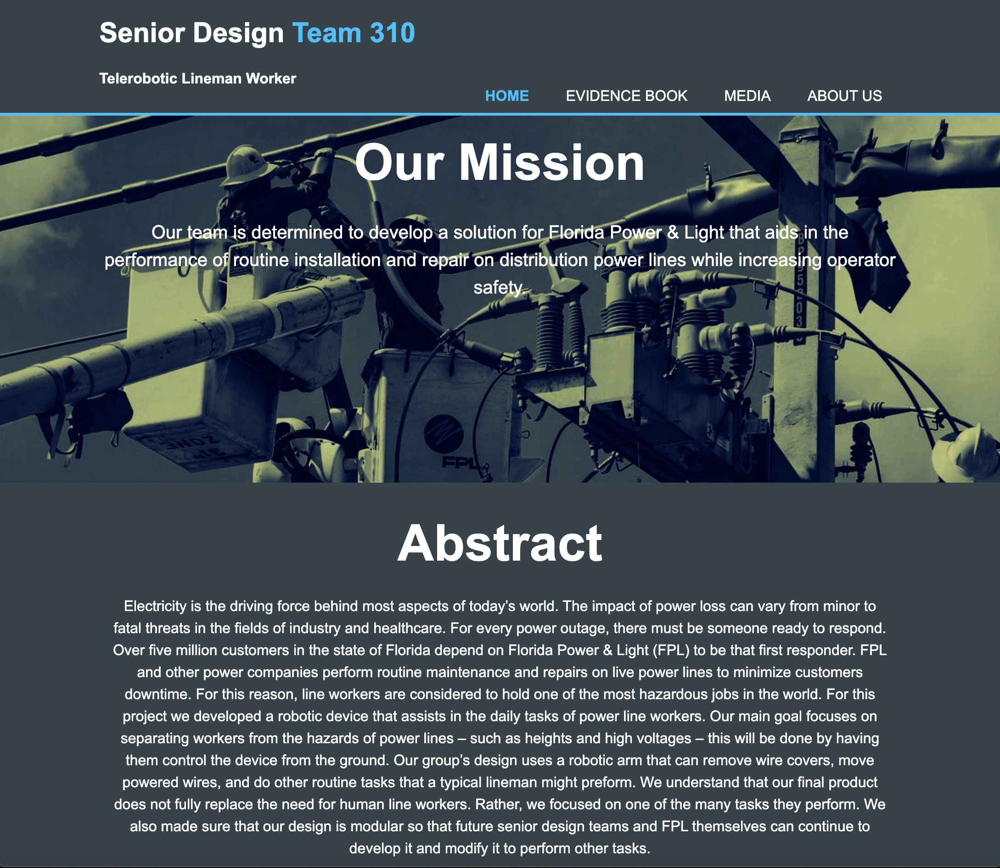 Senior Design Team 310
Telerobotic Lineman Worker
HOME EVIDENCE BOOK MEDIA ABOUT US
Our Mission
Our team is determined to develop a solution for Florida Power & Light that aids in the
performance of routine installation and repair on distribution power lines while increasing operator
safety.
FPL
Abstract
Electricity is the driving force behind most aspects of today’s world. The impact of power loss can vary from minor to
fatal threats in the fields of industry and healthcare. For every power outage, there must be someone ready to respond.
Over five million customers in the state of Florida depend on Florida Power & Light (FPL) to be that first responder. FPL
and other power companies perform routine maintenance and repairs on live power lines to minimize customers
downtime. For this reason, line workers are considered to hold one of the most hazardous jobs in the world. For this
project we developed a robotic device that assists in the daily tasks of power line workers. Our main goal focuses on
separating workers from the hazards of power lines – such as heights and high voltages – this will be done by having
them control the device from the ground. Our group’s design uses a robotic arm that can remove wire covers, move
powered wires, and do other routine tasks that a typical lineman might preform. We understand that our final product
does not fully replace the need for human line workers. Rather, we focused on one of the many tasks they perform. We
also made sure that our design is modular so that future senior design teams and FPL themselves can continue to
develop it and modify it to perform other tasks.